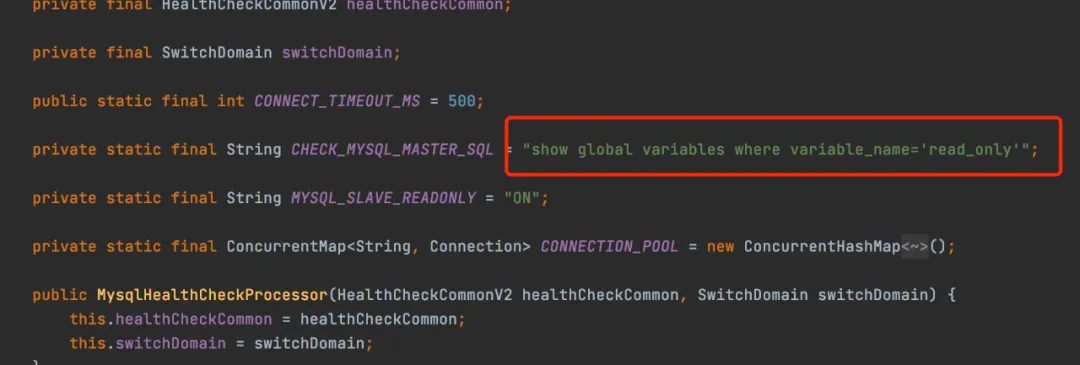 private final HealthCheckCommonV2 healthCheckCommon;
private final SwitchDomain switchDomain;
public static final int CONNECT_TIMEOUT_MS = 500;
private static final String CHECK_MYSQL_MASTER_SQL = "show global variables where variable_name='read_only'";
private static final String MYSQL_SLAVE_READONLY = "ON";
private static final ConcurrentMap<String, Connection> CONNECTION_POOL = new ConcurrentHashMap<~>();
public MysqlHealthCheckProcessor(HealthCheckCommonV2 healthCheckCommon, SwitchDomain switchDomain) {
this.healthCheckCommon = healthCheckCommon;
this.switchDomain = switchDomain;
}